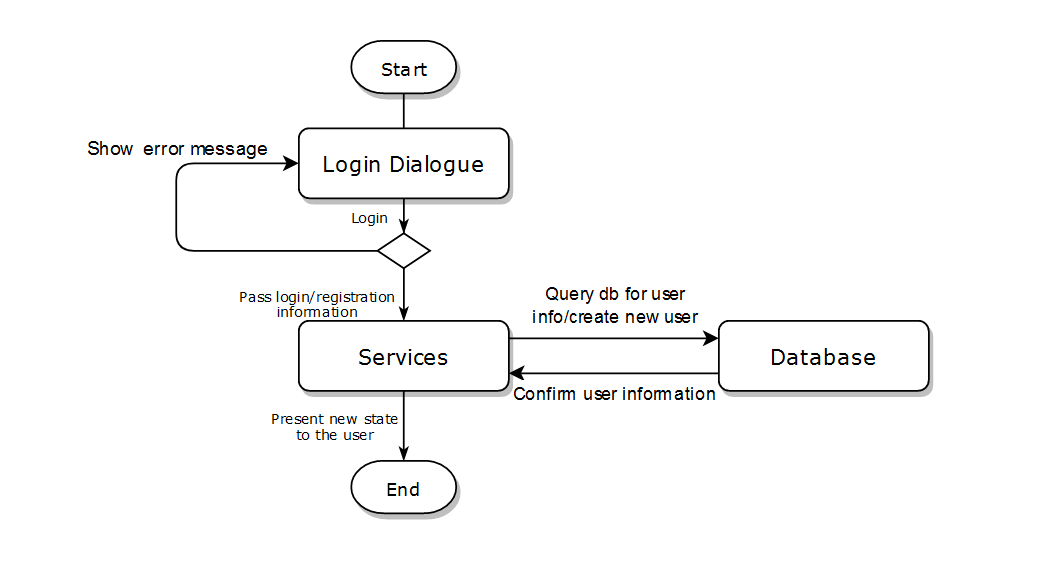 Start
Show error message
Login Dialogue
Login
Pass login/registration
information
Query db for user
info/create new user
Services
Database
Confirm user information
Present new state
to the user
End